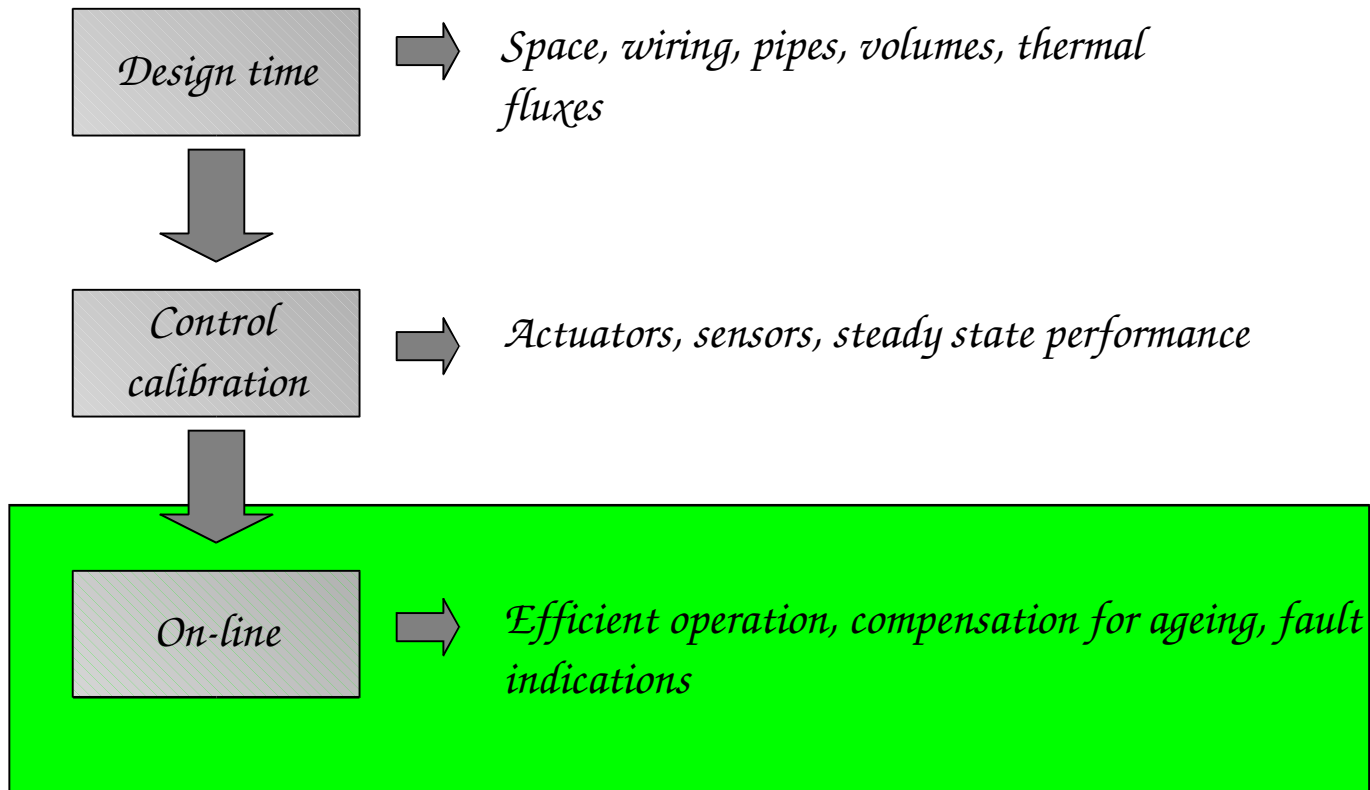 Design time
Space, wiring, pipes, volumes, thermal
fluxes
Control
calibration
Actuators, sensors, steady state performance
On-line
Efficient operation, compensation for ageing, fault
indications